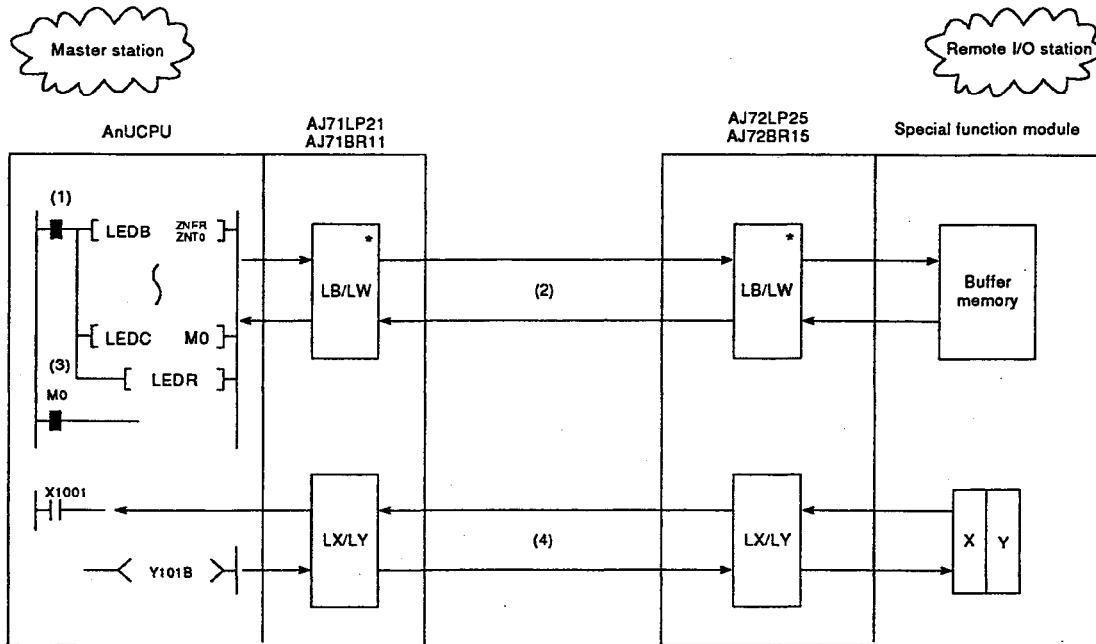 Master station
Remote I/O station
AnUCPU
AJ71LP21
AJ71BR11
AJ72LP25
AJ72BR15
Special function module
(1)
LEDB ZNFR
ZNT0
*
LB/LW
(2)
*
LB/LW
Buffer
memory
LEDC M0
(3)
LEDR
M0
X1001
LX/LY
(4)
LX/LY
X Y
Y101B